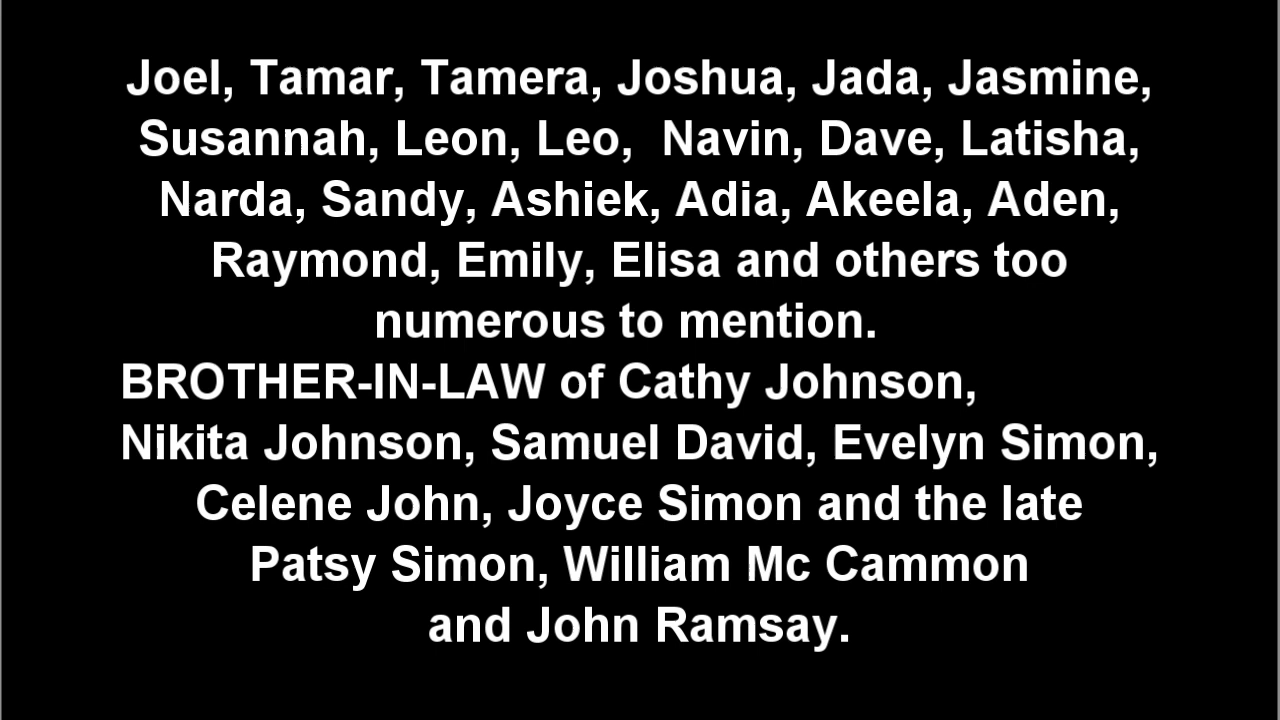 Joel, Tamar, Tamera, Joshua, Jada, Jasmine,
Susannah, Leon, Leo,  Navin, Dave, Latisha,
Narda, Sandy, Ashiek, Adia, Akeela, Aden,
Raymond, Emily, Elisa and others too
numerous to mention.
BROTHER-IN-LAW of Cathy Johnson,
Nikita Johnson, Samuel David, Evelyn Simon,
Celene John, Joyce Simon and the late
Patsy Simon, William Mc Cammon
and John Ramsay.